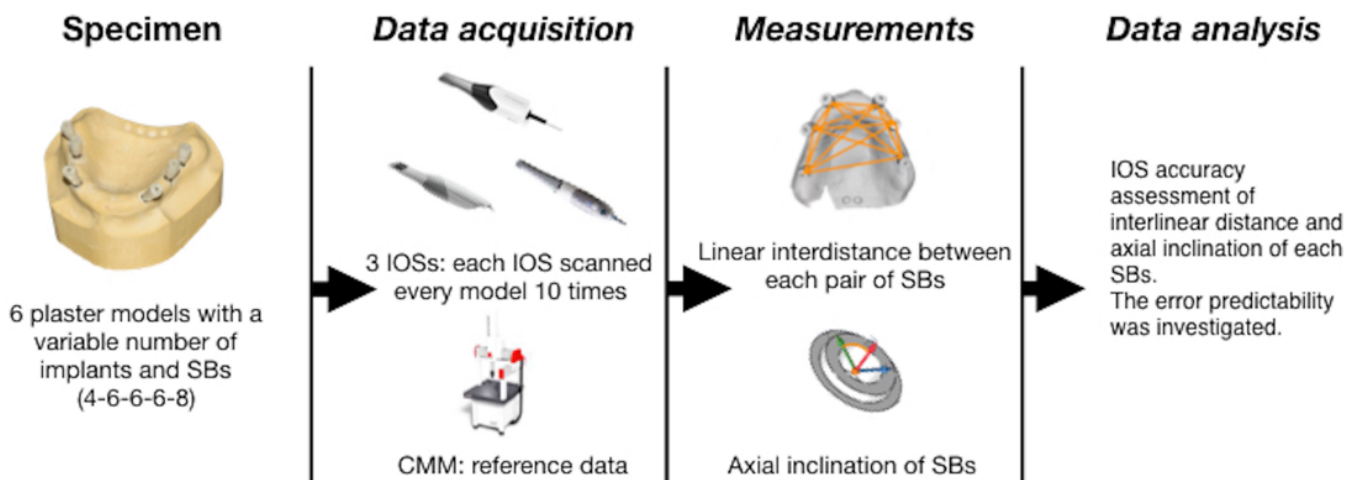 Specimen
6 plaster models with a
variable number of
implants and SBs
(4-6-6-6-8)
Data acquisition
3 IOSs: each IOS scanned
every model 10 times
CMM: reference data
Measurements
Linear interdistance between
each pair of SBs
Axial inclination of SBs
Data analysis
IOS accuracy
assessment of
interlinear distance and
axial inclination of each
SBs.
The error predictability
was investigated.